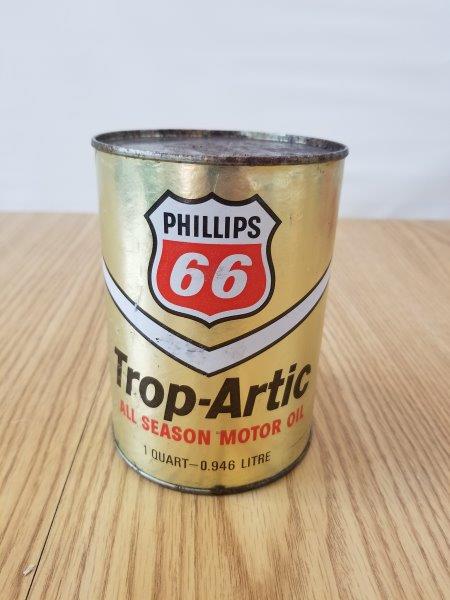 PHILLIPS
66
Trop-Artic
ALL SEASON MOTOR OIL
1 QUART-0.946 LITRE